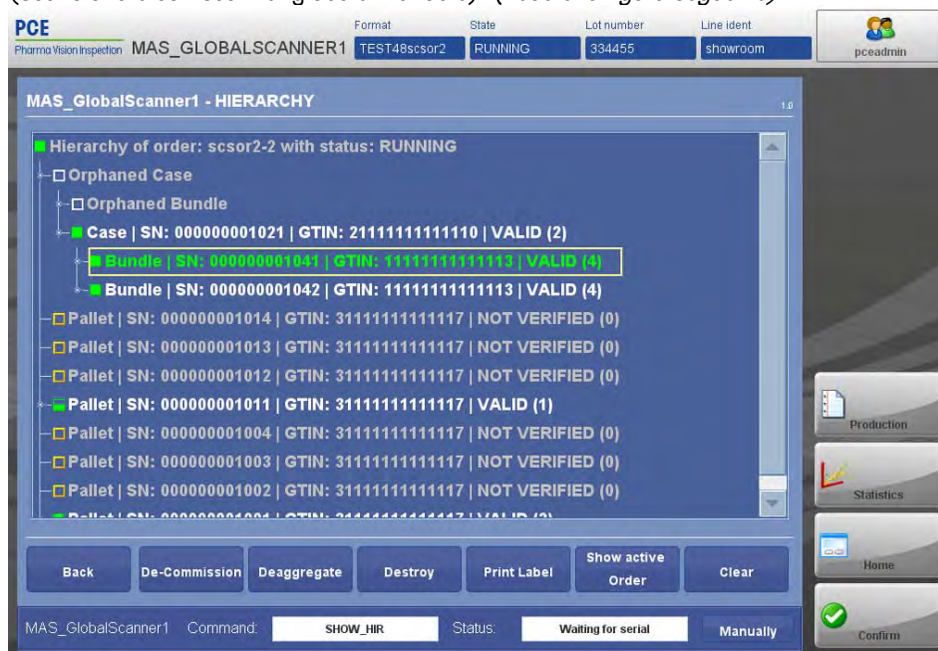 PCE
Pharma Vision Inspection
MAS_GLOBALSCANNER1
Format
TEST48scsor2
State
RUNNING
Lot number
334455
Line ident
showroom
pceadmin
MAS_GlobalScanner1 - HIERARCHY
1.0
Hierarchy of order: scsor2-2 with status: RUNNING
Orphaned Case
Orphaned Bundle
Case | SN: 000000001021 | GTIN: 21111111111110 | VALID (2)
Bundle | SN: 000000001041 | GTIN: 11111111111113 | VALID (4)
Bundle | SN: 000000001042 | GTIN: 11111111111113 | VALID (4)
Pallet | SN: 000000001014 | GTIN: 31111111111117 | NOT VERIFIED (0)
Pallet | SN: 000000001013 | GTIN: 31111111111117 | NOT VERIFIED (0)
Pallet | SN: 000000001012 | GTIN: 31111111111117 | NOT VERIFIED (0)
Pallet | SN: 000000001011 | GTIN: 31111111111117 | VALID (1)
Pallet | SN: 000000001004 | GTIN: 31111111111117 | NOT VERIFIED (0)
Pallet | SN: 000000001003 | GTIN: 31111111111117 | NOT VERIFIED (0)
Pallet | SN: 000000001002 | GTIN: 31111111111117 | NOT VERIFIED (0)
Production
Statistics
Home
Confirm
Back
De-Commission
Deaggregate
Destroy
Print Label
Show active
Order
Clear
MAS_GlobalScanner1 Command: SHOW_HIR Status: Waiting for serial Manually